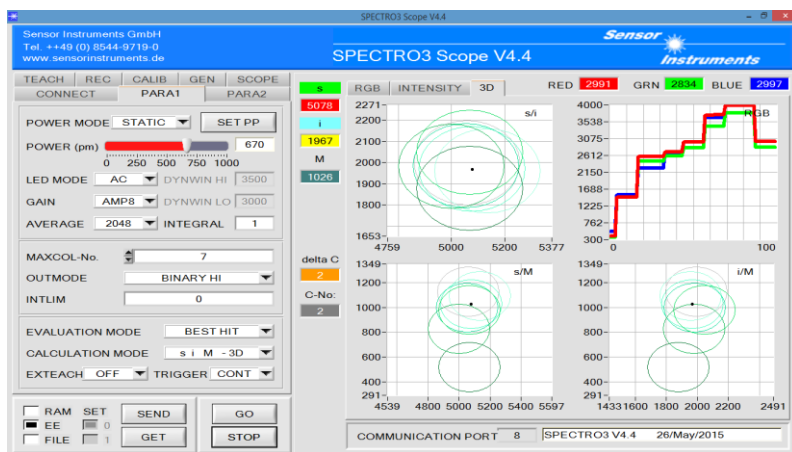 SPECTRO3 Scope V4.4
Sensor Instruments GmbH
Tel. ++49 (0) 8544-9719-0
www.sensorinstruments.de
SPECTRO3 Scope V4.4
Sensor
Instruments
TEACH REC CALIB GEN SCOPE
CONNECT PARA1 PARA2
POWER MODE STATIC SET PP
POWER (pm) 670
0 250 500 750 1000
LED MODE AC DYNWIN HI 3500
GAIN AMP8 DYNWIN LO 3000
AVERAGE 2048 INTEGRAL 1
MAXCOL-No. 7
OUTMODE BINARY HI
INTLIM 0
EVALUATION MODE BEST HIT
CALCULATION MODE s i M - 3D
EXTEACH OFF TRIGGER CONT
RAM SET SEND GO
EE 0
FILE 1 GET STOP
s
5078
i
1967
M
1026
delta C
2
C-No:
2
RGB INTENSITY 3D RED 2991 GRN 2834 BLUE 2997
s/i
2271
2200
2100
2000
1900
1800
1653
4759 5000 5200 5377
RGB
4000
3538
3075
2612
2150
1688
1225
762
300
0 100
s/M
1349
1200
1000
800
600
400
291
4539 4800 5000 5200 5400 5597
i/M
1349
1200
1000
800
600
400
291
1433 1600 1800 2000 2200 2491
COMMUNICATION PORT 8 SPECTRO3 V4.4 26/May/2015